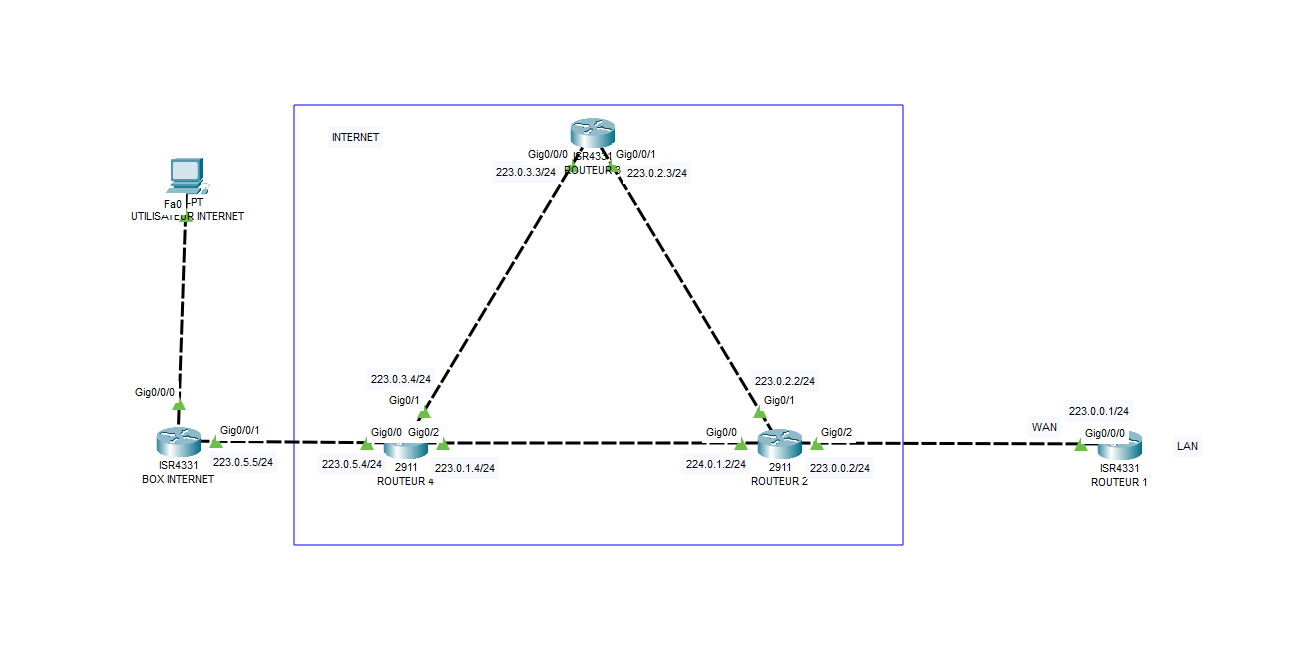 INTERNET
Gig0/0/0
Gig0/0/1
ISR4331
223.0.3.3/24
ROUTEUR 3
223.0.2.3/24
Fa0
-PT
UTILISATEUR INTERNET
223.0.3.4/24
Gig0/1
223.0.2.2/24
Gig0/1
Gig0/0/0
Gig0/0/1
223.0.5.5/24
ISR4331
BOX INTERNET
Gig0/0
Gig0/2
223.0.5.4/24
223.0.1.4/24
2911
ROUTEUR 4
Gig0/0
Gig0/2
224.0.1.2/24
223.0.0.2/24
2911
ROUTEUR 2
223.0.0.1/24
WAN
Gig0/0/0
LAN
ISR4331
ROUTEUR 1